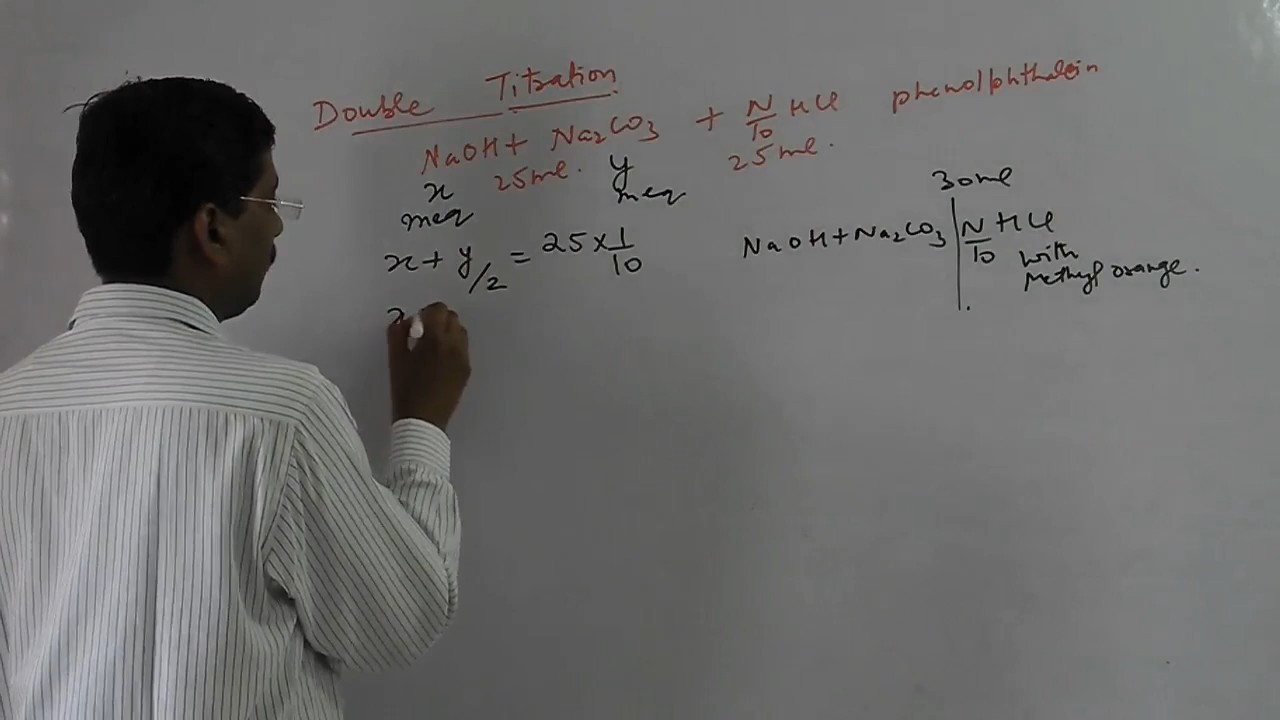 Double Titration
NaOH + Na2CO3 + N/10 HCl phenolphthalein
25ml. 25ml.
x y
meq meq
x + y/2 = 25 × 1/10
x
30ml
NaOH + Na2CO3 N/10 HCl
with
Methyl orange.